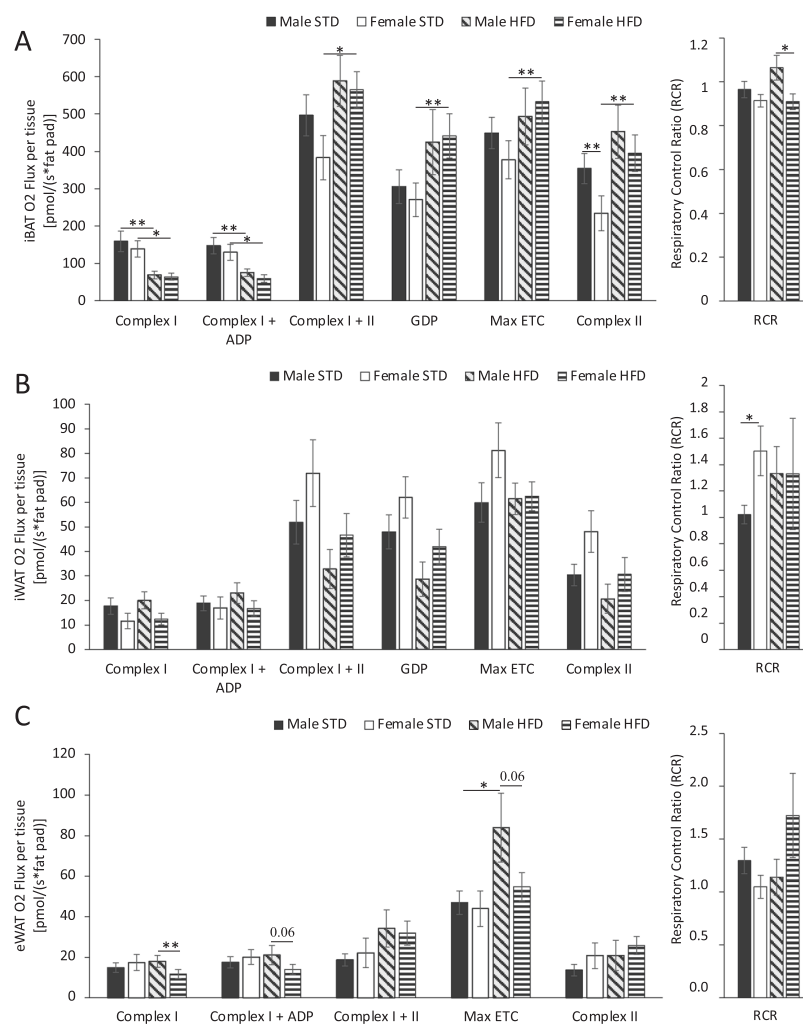 Male STD Female STD Male HFD Female HFD
A
iBAT O2 Flux per tissue
[pmol/(s*fat pad)]
700
600
500
400
300
200
100
0
** * ** * * ** ** ** **
Complex I Complex I + ADP Complex I + II GDP Max ETC Complex II
Respiratory Control Ratio (RCR)
1.2
1
0.8
0.6
0.4
0.2
0
*
RCR
Male STD Female STD Male HFD Female HFD
B
iWAT O2 Flux per tissue
[pmol/(s*fat pad)]
100
90
80
70
60
50
40
30
20
10
0
Complex I Complex I + ADP Complex I + II GDP Max ETC Complex II
Respiratory Control Ratio (RCR)
2
1.8
1.6
1.4
1.2
1
0.8
0.6
0.4
0.2
0
*
RCR
Male STD Female STD Male HFD Female HFD
C
eWAT O2 Flux per tissue
[pmol/(s*fat pad)]
120
100
80
60
40
20
0
** 0.06 * 0.06
Complex I Complex I + ADP Complex I + II Max ETC Complex II
Respiratory Control Ratio (RCR)
2.5
2.0
1.5
1.0
0.5
0.0
RCR